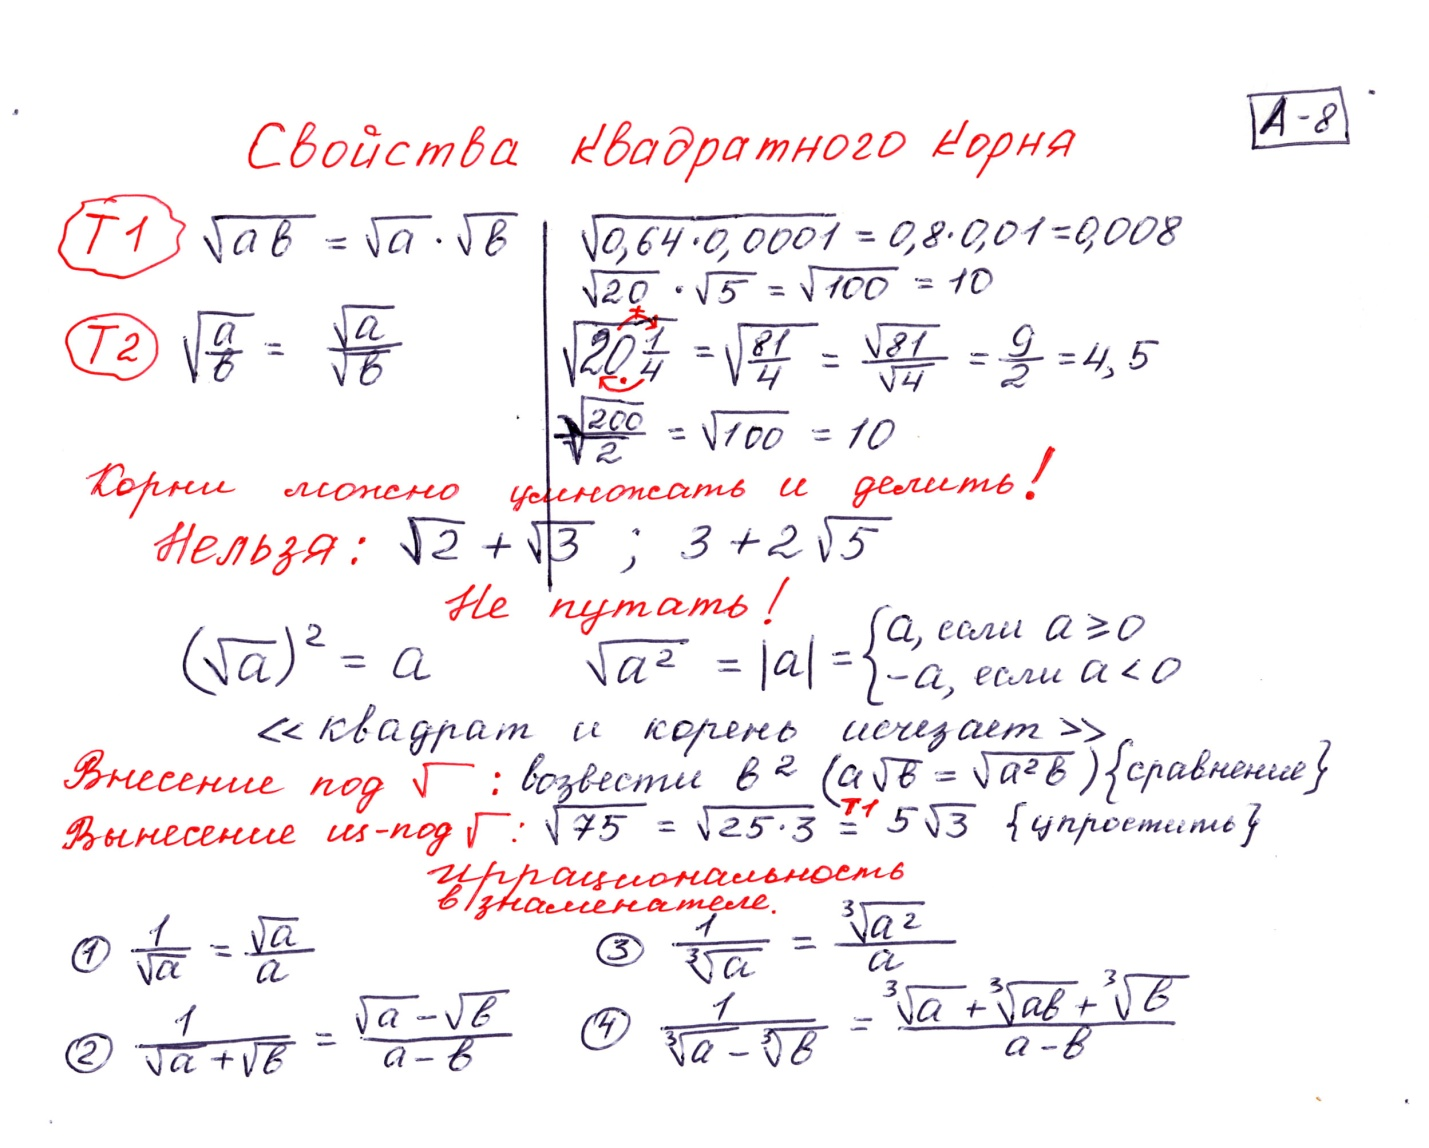 А-8
Свойства квадратного корня
Т1 √(ab) = √a · √b
√(0,64·0,0001) = 0,8·0,01 = 0,008
√20 · √5 = √100 = 10
Т2 √(a/b) = √a/√b
√(20 1/4) = √(81/4) = √81/√4 = 9/2 = 4,5
+
·
√200/√2 = √100 = 10
Корни можно умножать и делить!
Нельзя: √2 + √3 ; 3 + 2√5
Не путать!
(√a)² = a
√(a²) = |a| = { a, если a ≥ 0
-a, если a < 0
<< квадрат и корень исчезает >>
Внесение под √ : возвести в ² (a√b = √(a²b)) {сравнение}
Вынесение из-под √ : √75 = √(25·3) =(Т1) 5√3 {упростить}
иррациональность
в знаменателе.
① 1/√a = √a/a
② 1/(√a + √b) = (√a - √b)/(a - b)
③ 1/∛a = ∛(a²)/a
④ 1/(∛a - ∛b) = (∛a + ∛(ab) + ∛b)/(a - b)